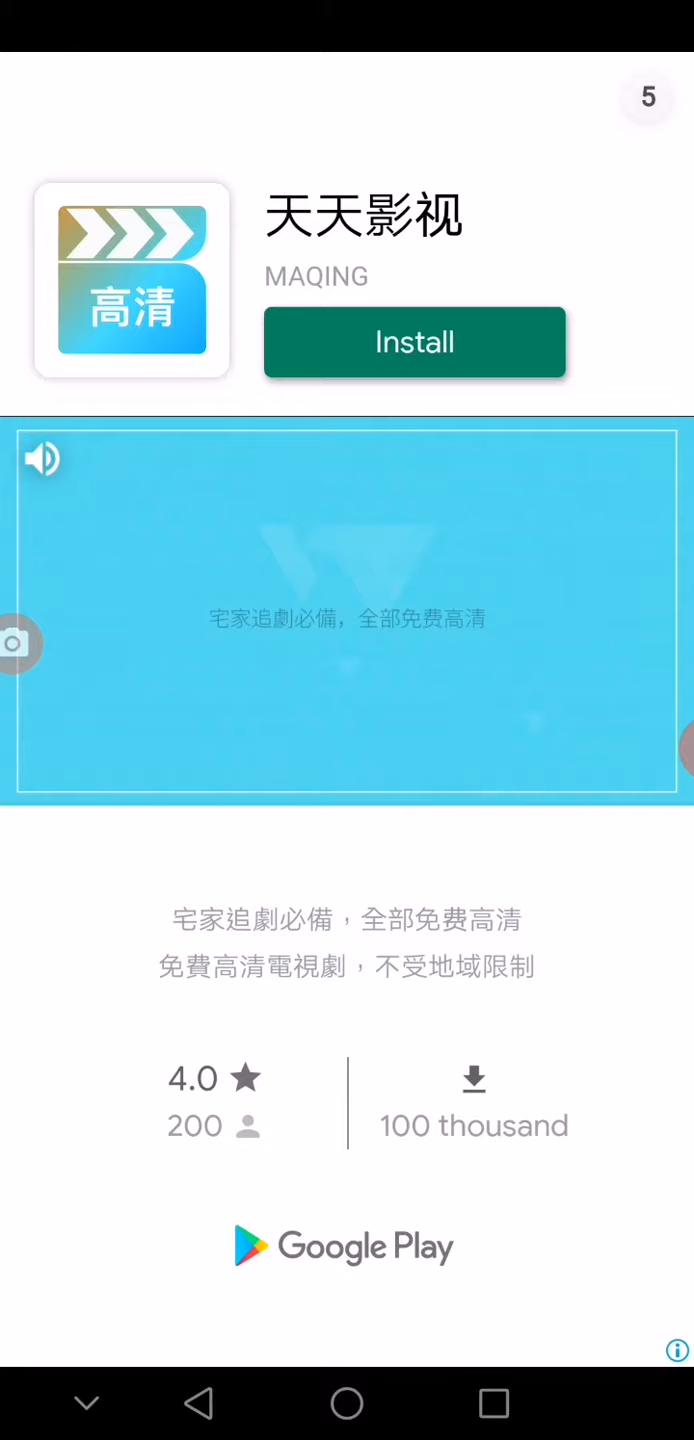 5
天天影视
高清
MAQING
Install
宅家追劇必備，全部免费高清
宅家追劇必備，全部免费高清
免費高清電視劇，不受地域限制
4.0
200
100 thousand
Google Play